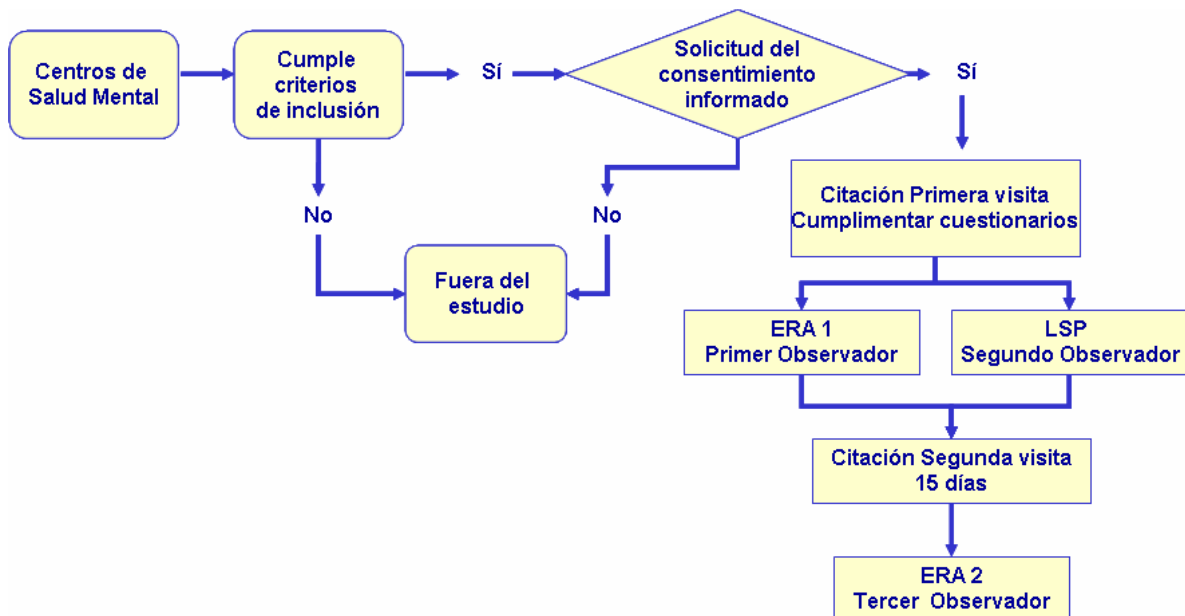 Centros de
Salud Mental
Cumple
criterios
de inclusión
Sí
Solicitud del
consentimiento
informado
Sí
No
No
Fuera del
estudio
Citación Primera visita
Cumplimentar cuestionarios
ERA 1
Primer Observador
LSP
Segundo Observador
Citación Segunda visita
15 días
ERA 2
Tercer Observador